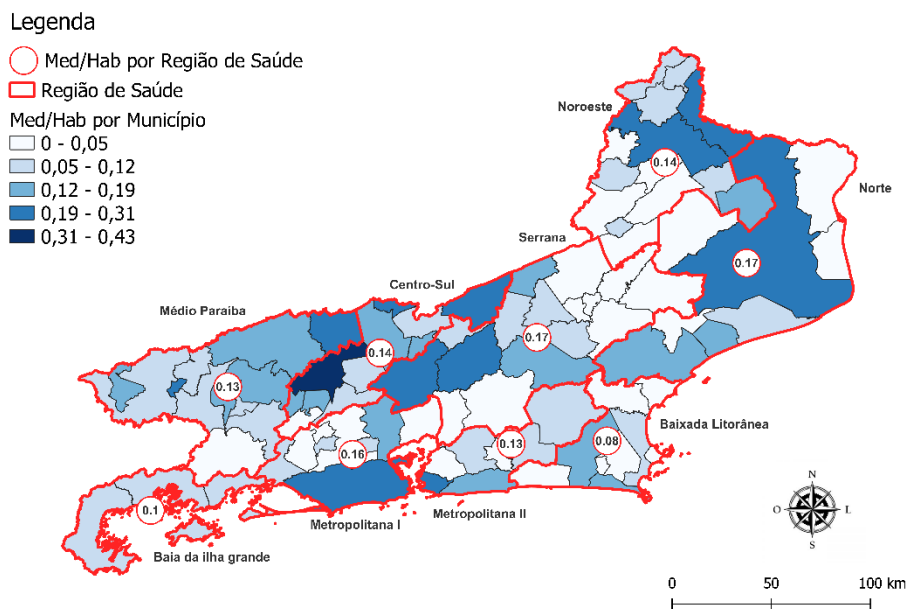 Legenda
Med/Hab por Região de Saúde
Região de Saúde
Med/Hab por Município
0 - 0,05
0,05 - 0,12
0,12 - 0,19
0,19 - 0,31
0,31 - 0,43
Noroeste
0.14
Norte
Serrana
0.17
Centro-Sul
Médio Paraíba
0.17
0.14
0.13
Baixada Litorânea
0.08
0.13
0.16
0.1
Metropolitana I
Metropolitana II
Baia da ilha grande
N
O
L
S
0
50
100 km